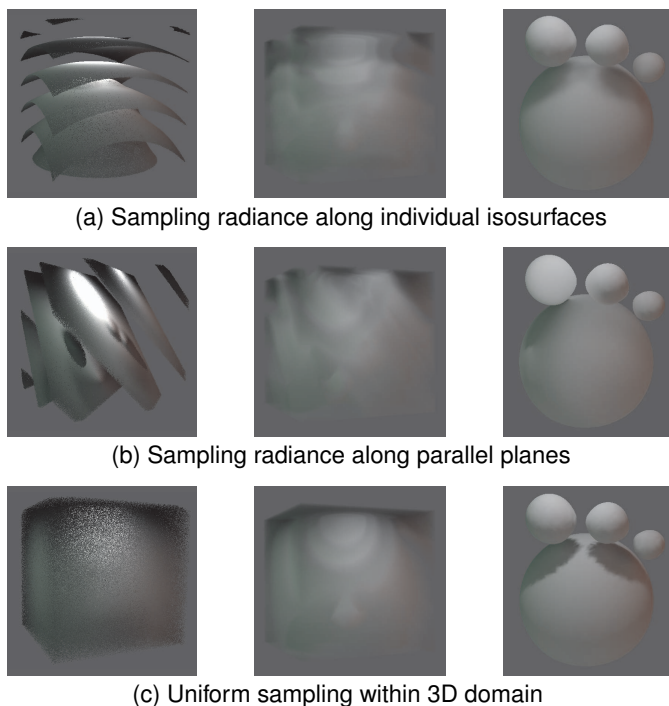 (a) Sampling radiance along individual isosurfaces
(b) Sampling radiance along parallel planes
(c) Uniform sampling within 3D domain